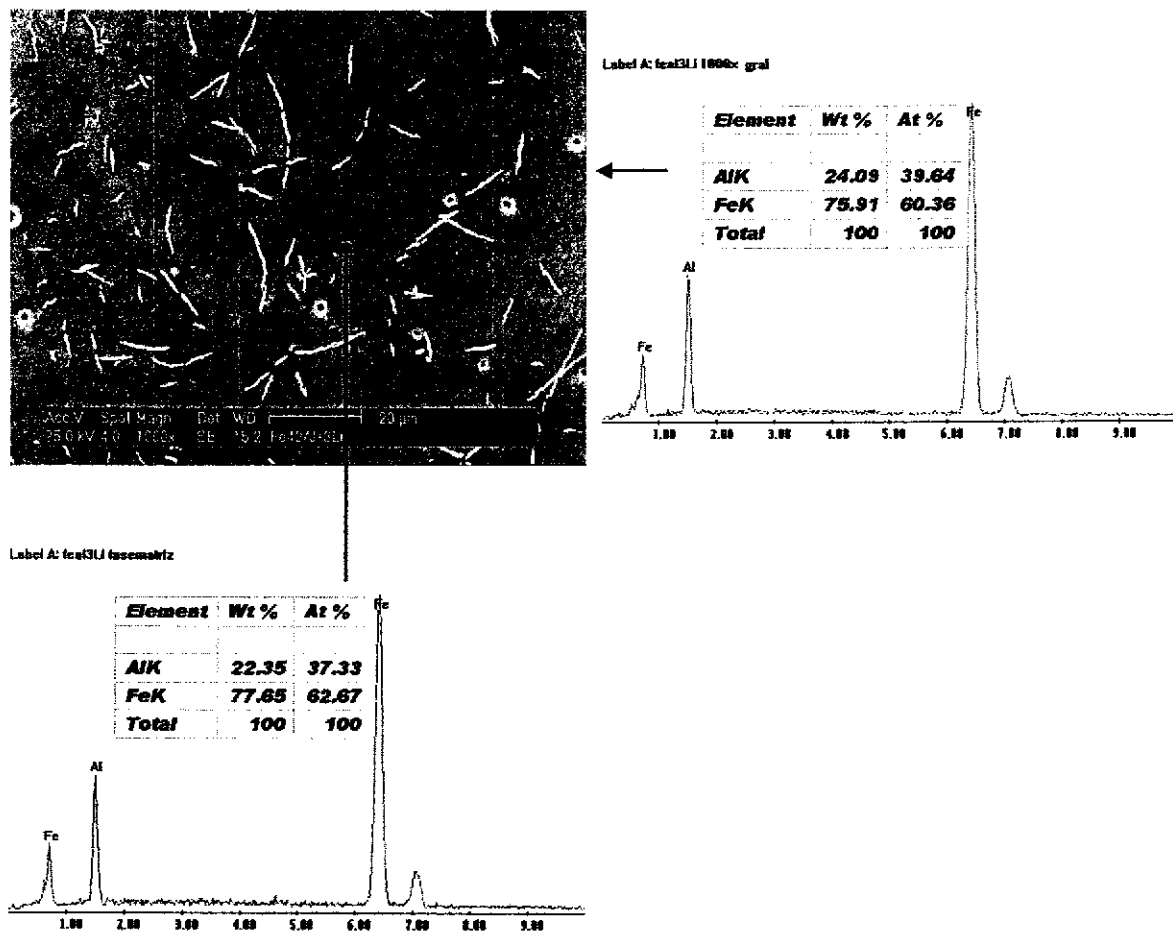 Label A: feal3Li 1000x gral
Element Wt % At %
AlK 24.09 39.64
FeK 75.91 60.36
Total 100 100
Fe
Al
Fe
1.00 2.00 3.00 4.00 5.00 6.00 7.00 8.00 9.00
Acc.V Spot Magn Det WD 20 µm
25.0 kV 4.0 1000x SE 15.2
Label A: feal3Li fasematriz
Element Wt % At %
AlK 22.35 37.33
FeK 77.65 62.67
Total 100 100
Fe
Al
Fe
1.00 2.00 3.00 4.00 5.00 6.00 7.00 8.00 9.00